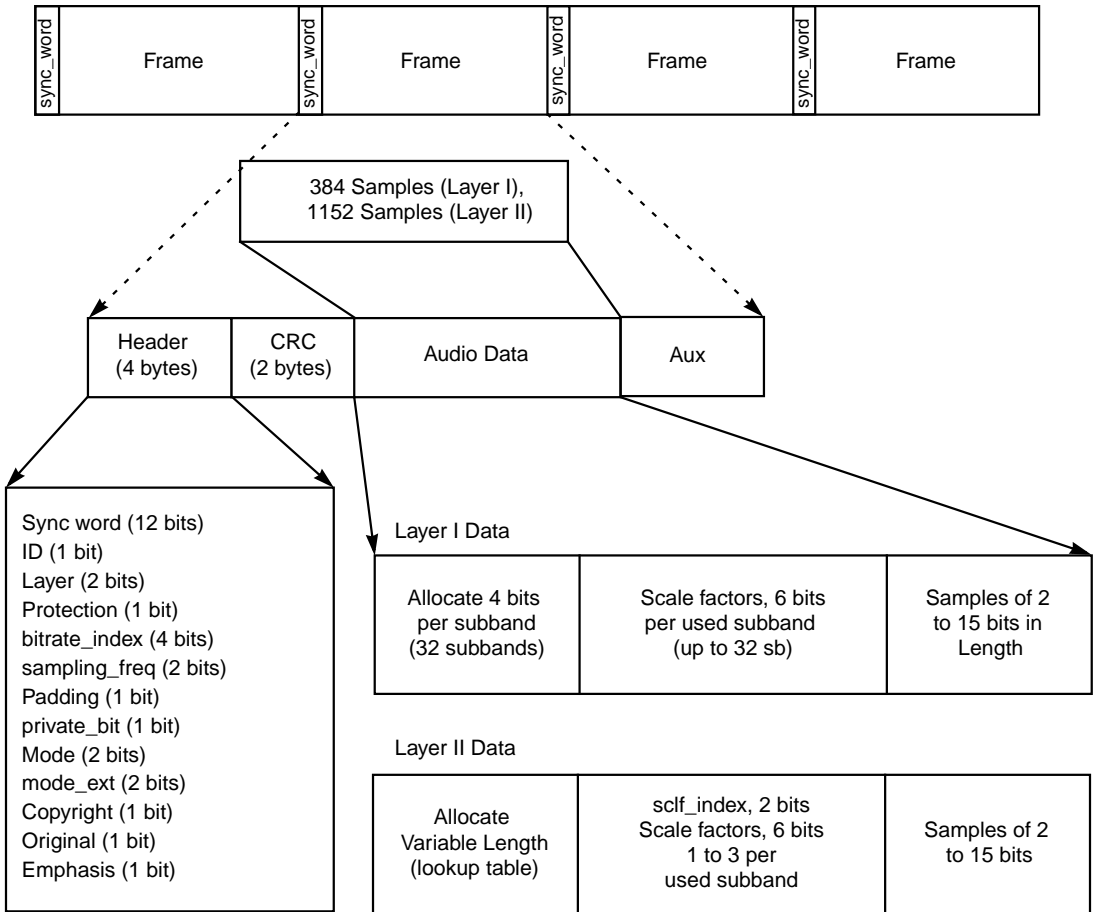 sync_word
Frame
sync_word
Frame
sync_word
Frame
sync_word
Frame
384 Samples (Layer I),
1152 Samples (Layer II)
Header
(4 bytes)
CRC
(2 bytes)
Audio Data
Aux
Sync word (12 bits)
ID (1 bit)
Layer (2 bits)
Protection (1 bit)
bitrate_index (4 bits)
sampling_freq (2 bits)
Padding (1 bit)
private_bit (1 bit)
Mode (2 bits)
mode_ext (2 bits)
Copyright (1 bit)
Original (1 bit)
Emphasis (1 bit)
Layer I Data
Allocate 4 bits
per subband
(32 subbands)
Scale factors, 6 bits
per used subband
(up to 32 sb)
Samples of 2
to 15 bits in
Length
Layer II Data
Allocate
Variable Length
(lookup table)
sclf_index, 2 bits
Scale factors, 6 bits
1 to 3 per
used subband
Samples of 2
to 15 bits